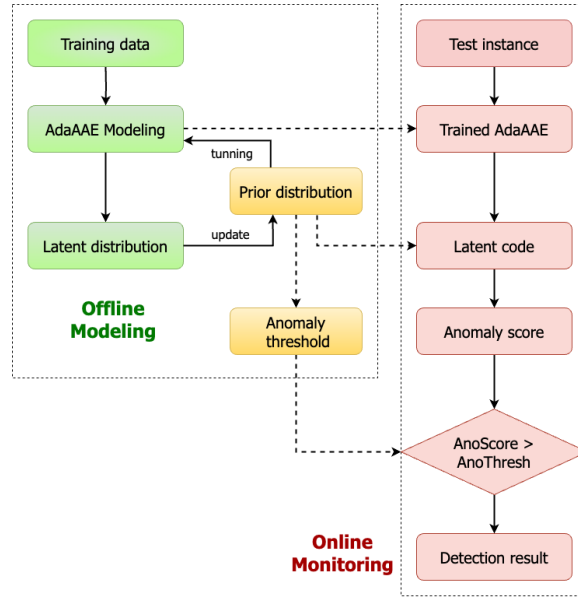 Training data
AdaAAE Modeling
tunning
Prior distribution
Latent distribution
update
Offline
Modeling
Anomaly
threshold
Test instance
Trained AdaAAE
Latent code
Anomaly score
AnoScore >
AnoThresh
Online
Monitoring
Detection result